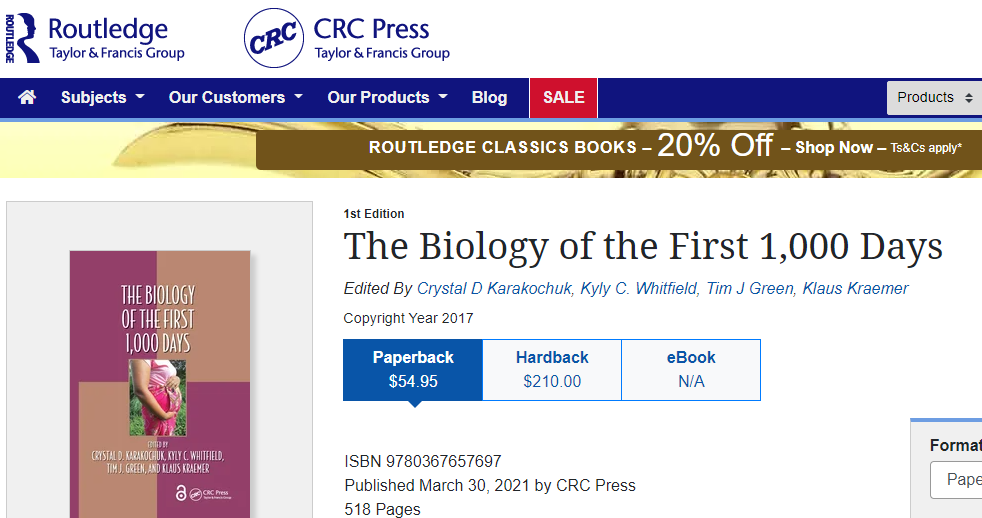 ROUTLEDGE
Routledge
Taylor & Francis Group
CRC
CRC Press
Taylor & Francis Group
Subjects Our Customers Our Products Blog SALE Products
ROUTLEDGE CLASSICS BOOKS – 20% Off – Shop Now – Ts&Cs apply*
1st Edition
The Biology of the First 1,000 Days
Edited By Crystal D Karakochuk, Kyly C. Whitfield, Tim J Green, Klaus Kraemer
Copyright Year 2017
Paperback Hardback eBook
$54.95 $210.00 N/A
ISBN 9780367657697
Published March 30, 2021 by CRC Press
518 Pages
THE BIOLOGY
OF THE FIRST
1,000 DAYS
EDITED BY
CRYSTAL D. KARAKOCHUK, KYLY C. WHITFIELD,
TIM J. GREEN, AND KLAUS KRAEMER
CRC Press
Taylor & Francis Group
Format
Pape